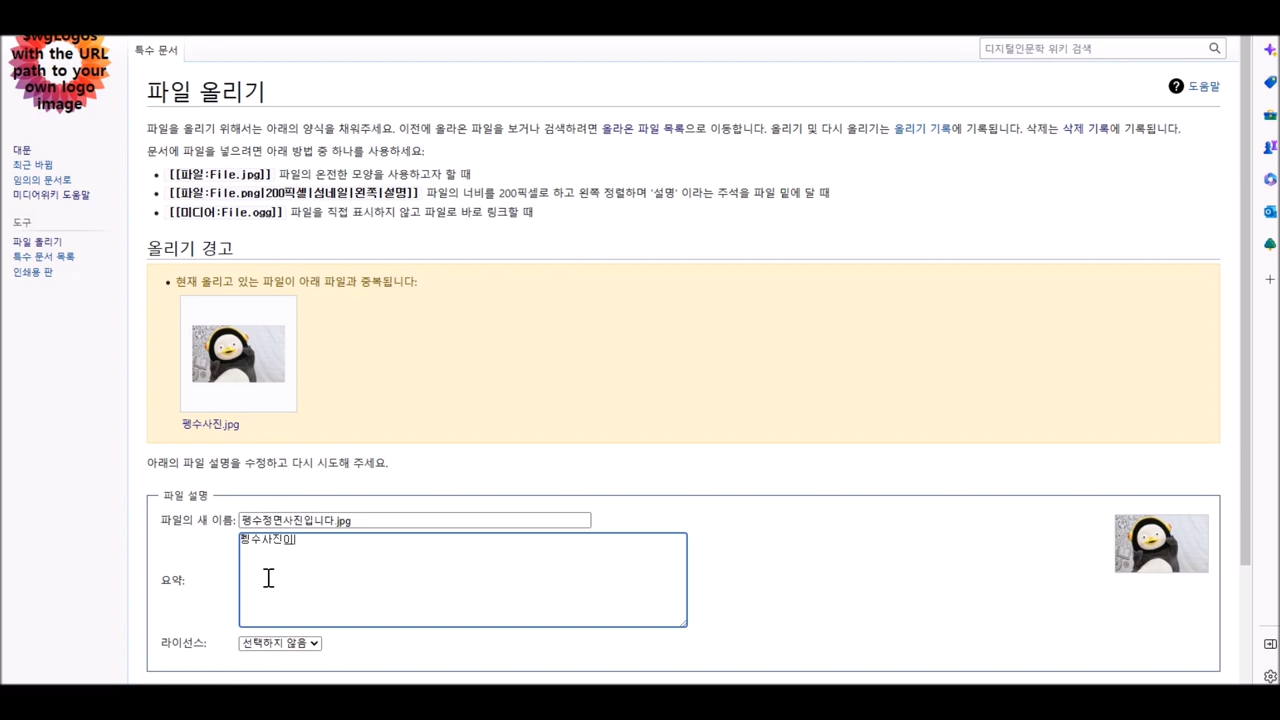 $wgLogos
with the URL
path to your
own logo
image
특수 문서
디지털인문학 위키 검색
파일 올리기
도움말
파일을 올리기 위해서는 아래의 양식을 채워주세요. 이전에 올라온 파일을 보거나 검색하려면 올라온 파일 목록으로 이동합니다. 올리기 및 다시 올리기는 올리기 기록에 기록됩니다. 삭제는 삭제 기록에 기록됩니다.
문서에 파일을 넣으려면 아래 방법 중 하나를 사용하세요:
대문
최근 바뀜
임의의 문서로
미디어위키 도움말
도구
파일 올리기
특수 문서 목록
인쇄용 판
[[파일:File.jpg]] 파일의 온전한 모양을 사용하고자 할 때
[[파일:File.png|200픽셀|섬네일|왼쪽|설명]] 파일의 너비를 200픽셀로 하고 왼쪽 정렬하며 '설명' 이라는 주석을 파일 밑에 달 때
[[미디어:File.ogg]] 파일을 직접 표시하지 않고 파일로 바로 링크할 때
올리기 경고
현재 올리고 있는 파일이 아래 파일과 중복됩니다:
펭수사진.jpg
아래의 파일 설명을 수정하고 다시 시도해 주세요.
파일 설명
파일의 새 이름: 펭수정면사진입니다.jpg
펭수사진이
요약:
라이선스: 선택하지 않음